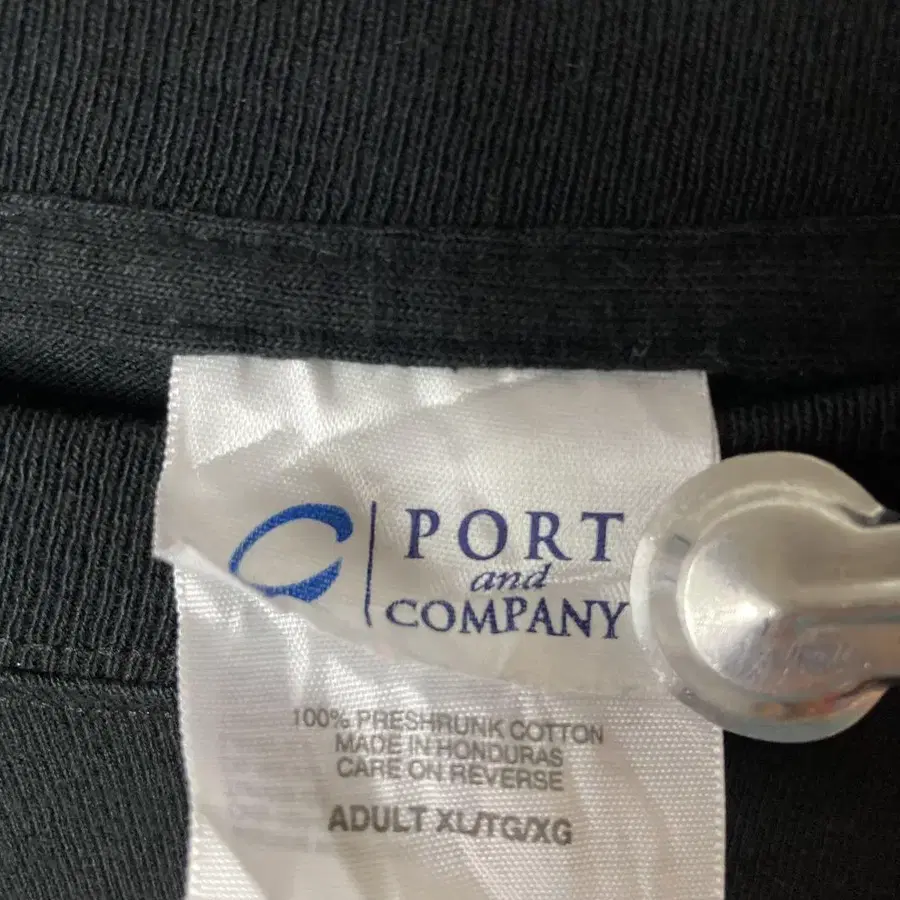 PORT
and
COMPANY
100% PRESHRUNK COTTON
MADE IN HONDURAS
CARE ON REVERSE
ADULT XL/TG/XG